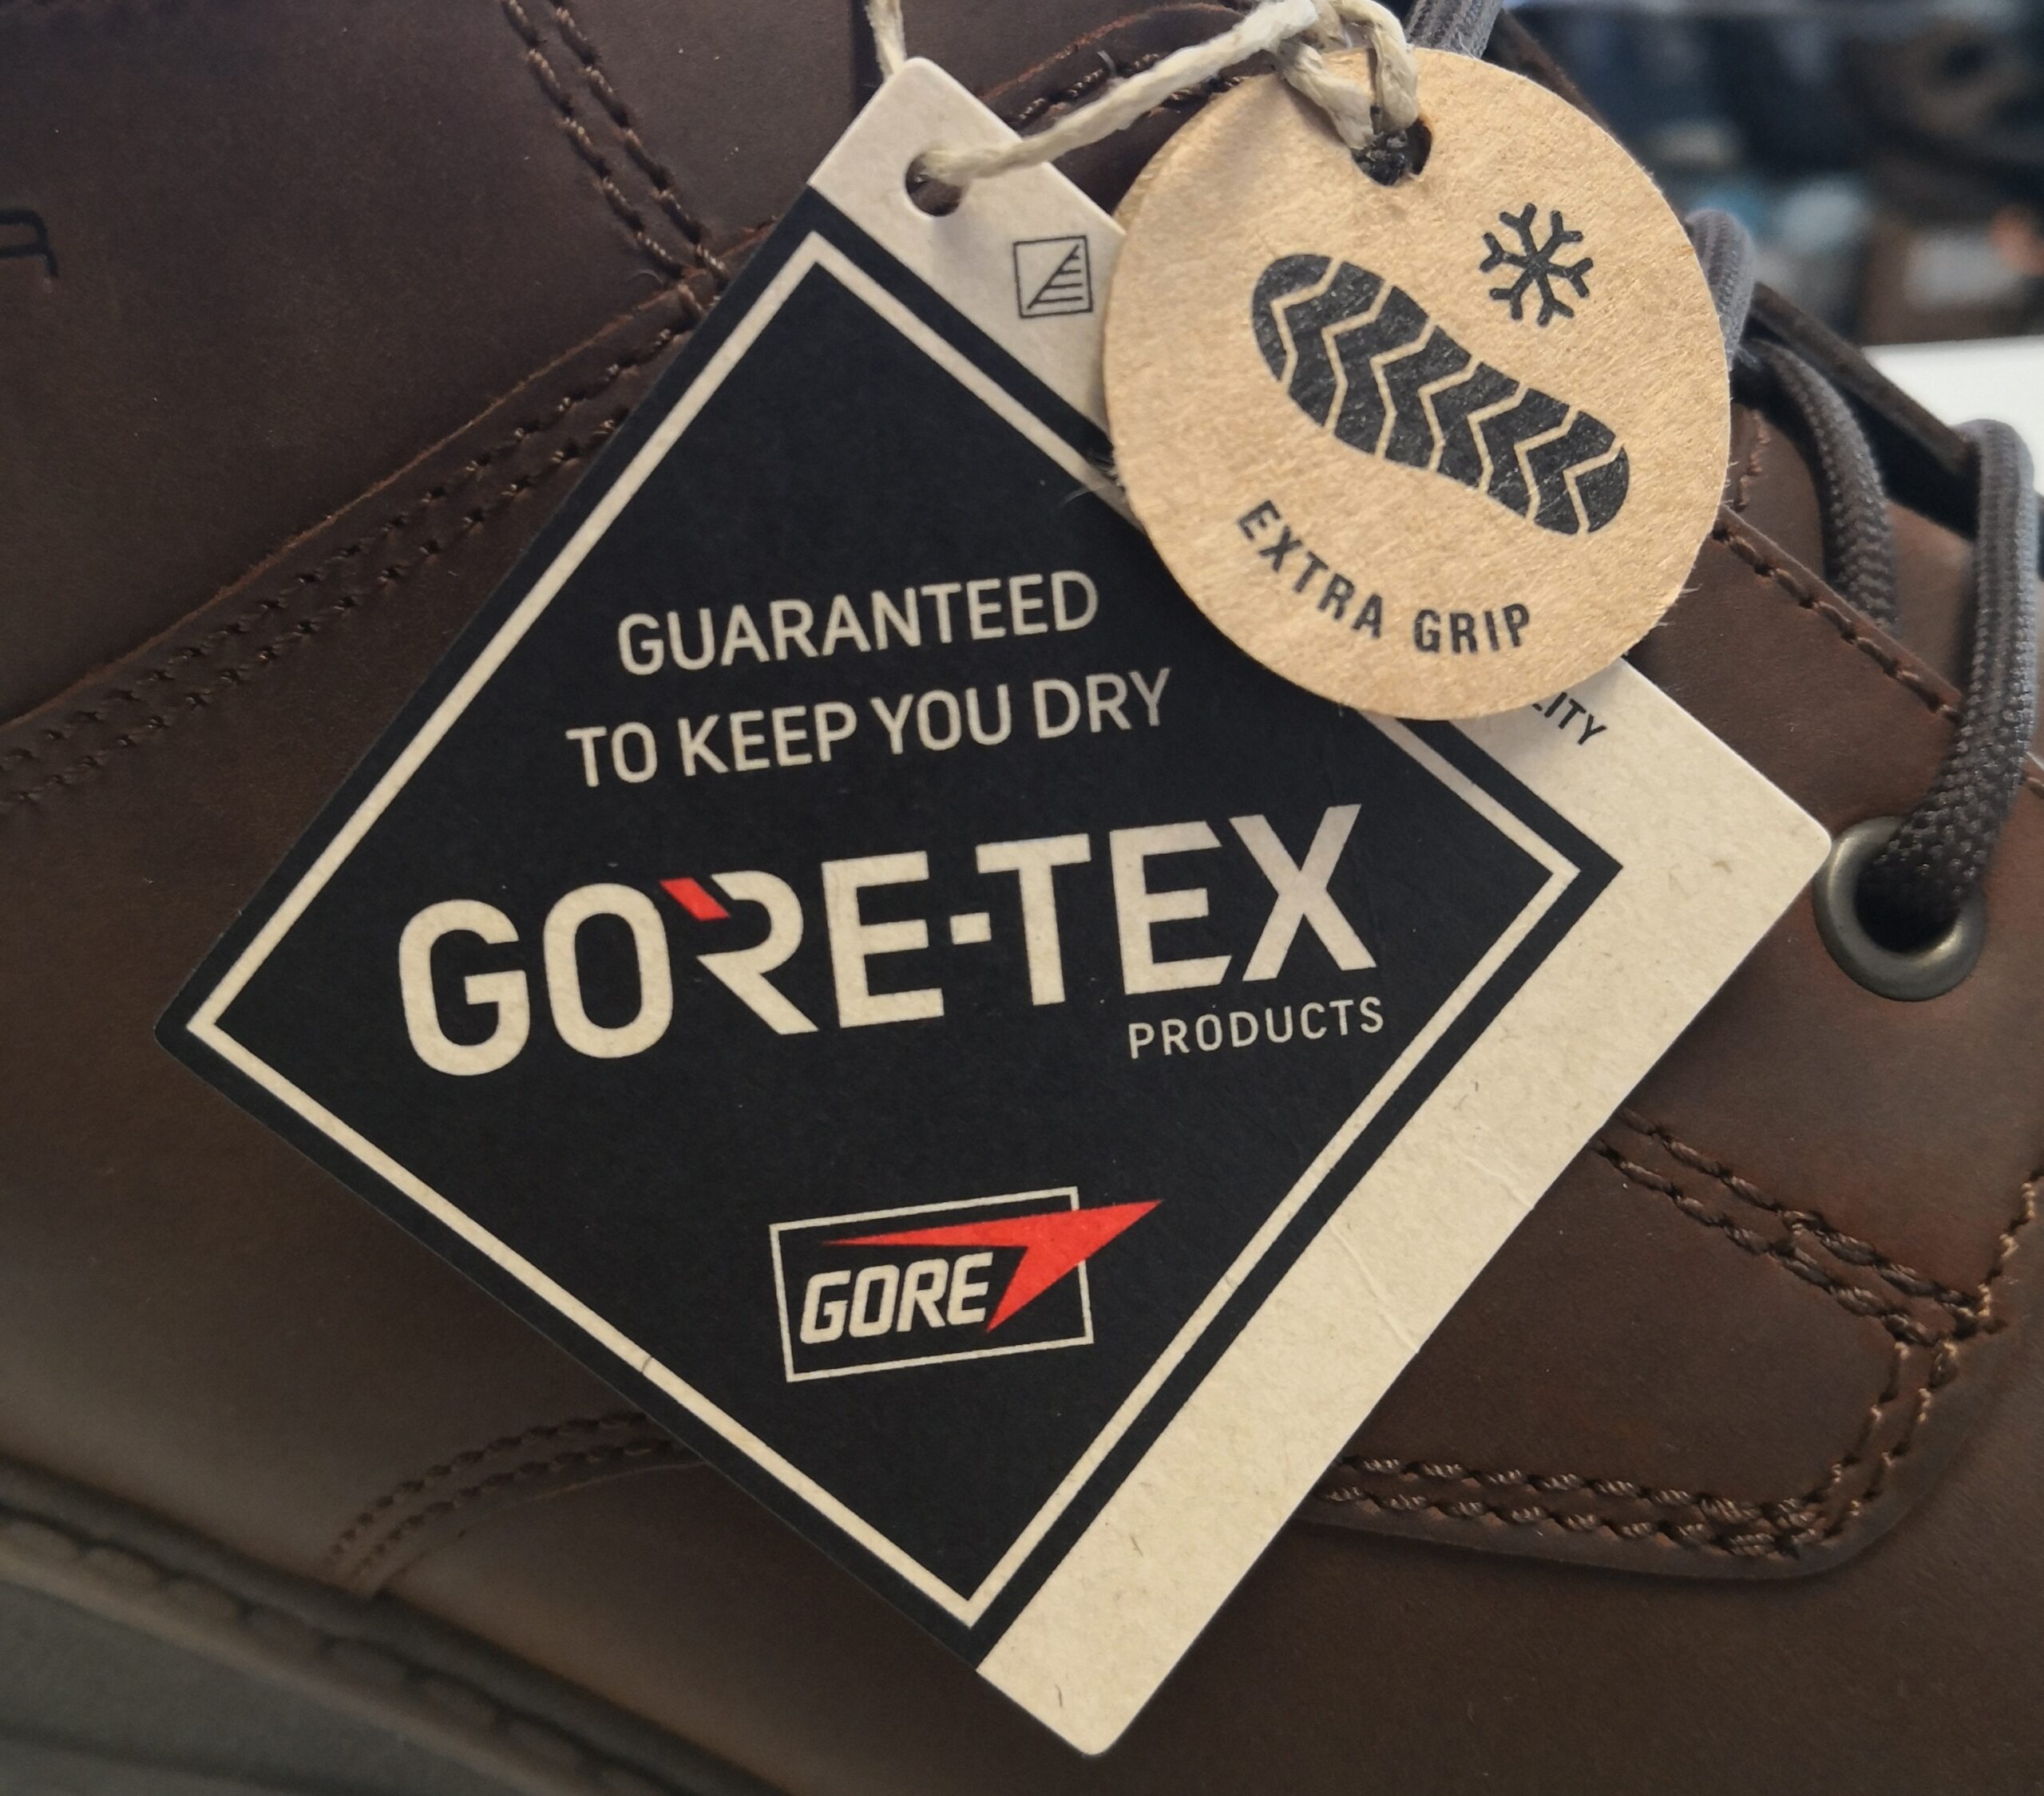 EXTRA GRIP
GUARANTEED
TO KEEP YOU DRY
GORE-TEX
PRODUCTS
GORE